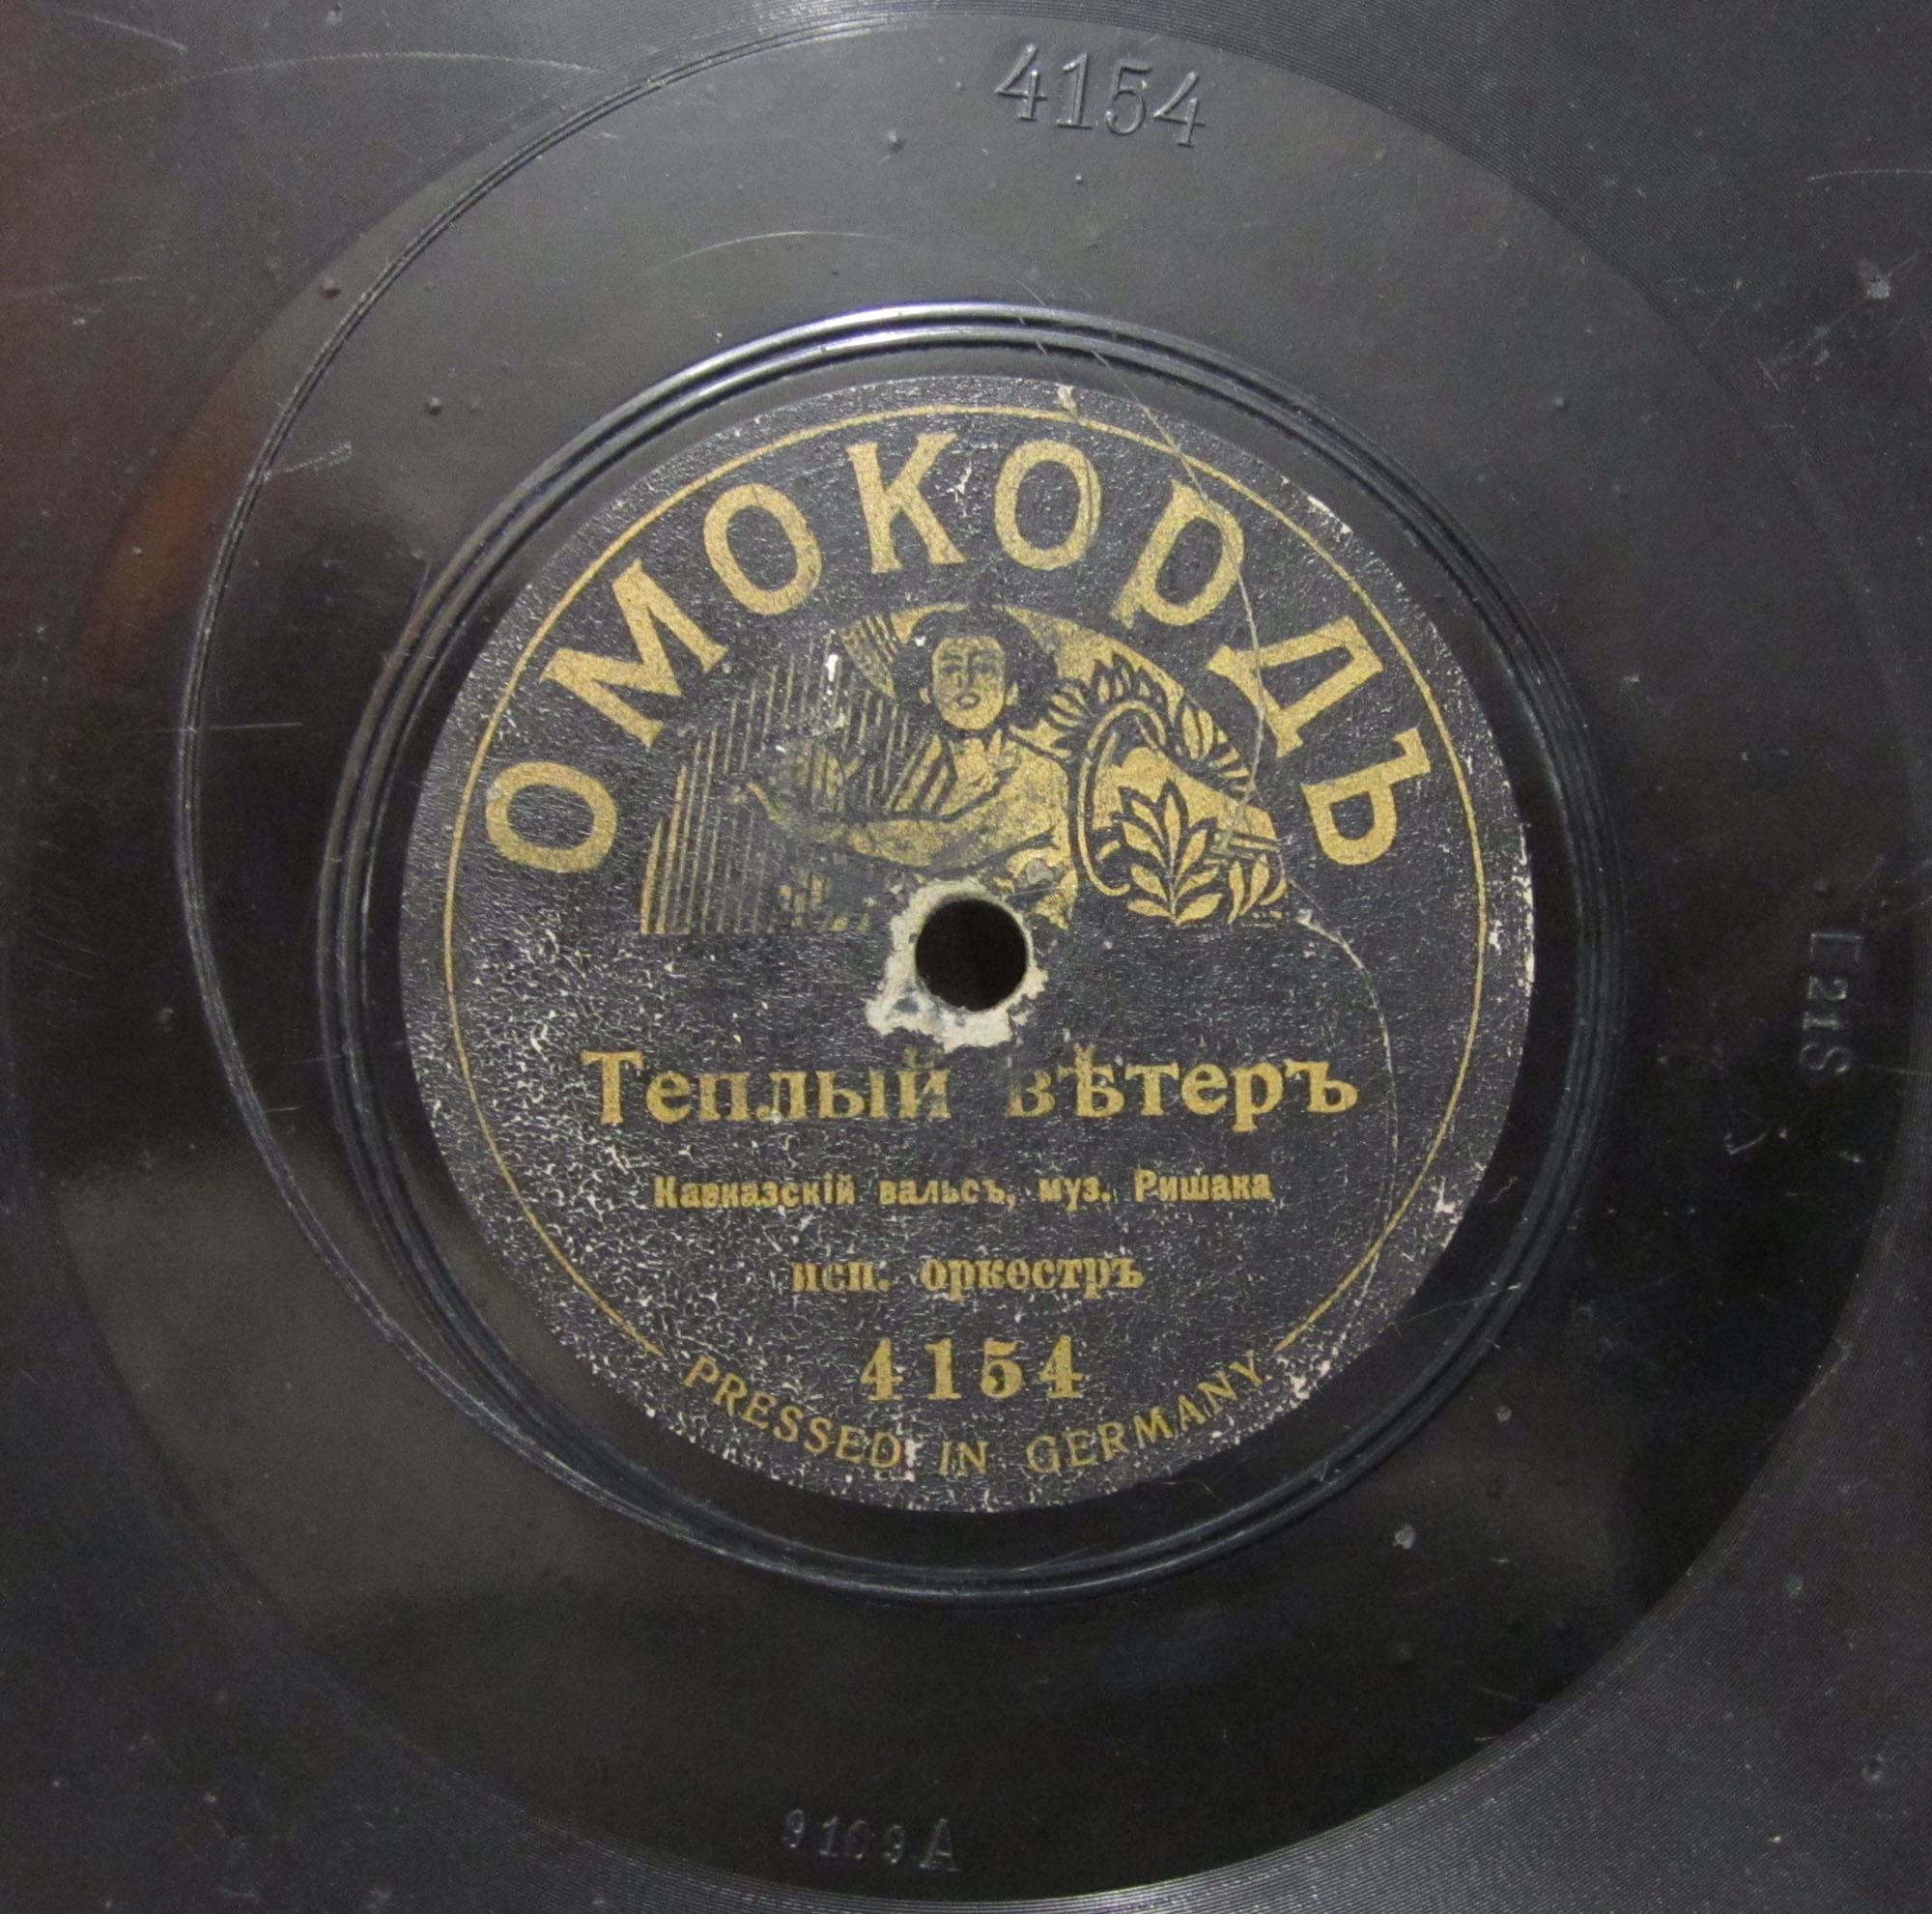 4154
ОМОКОРДЪ
Теплый вѣтеръ
Кавказскій вальсъ, муз. Ришака
исп. оркестръ
4154
PRESSED IN GERMANY
9109 A